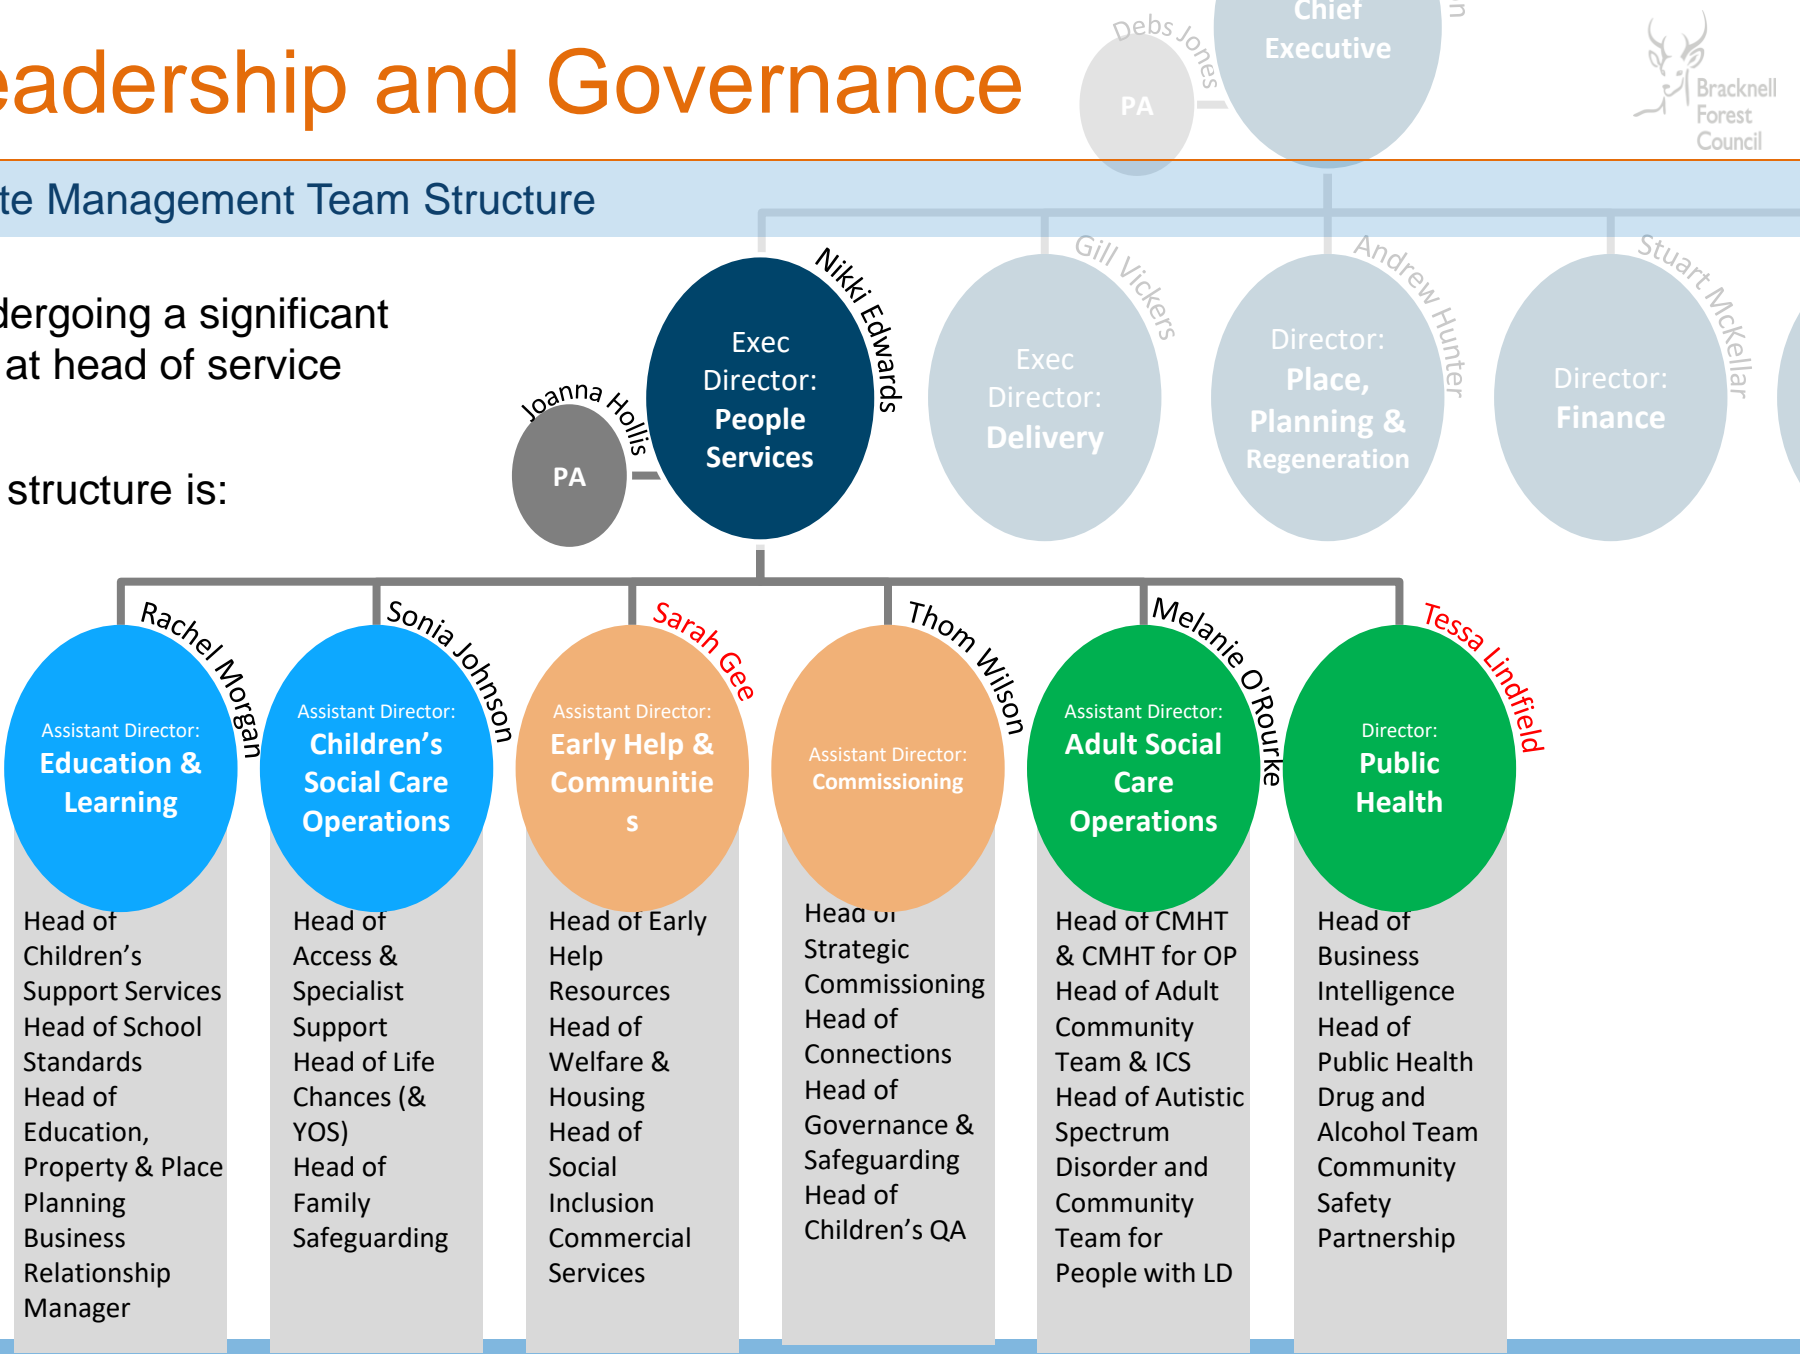 eadership and Governance
te Management Team Structure
Debs Jones
PA
Chief
Executive
Bracknell
Forest
Council
dergoing a significant
at head of service
structure is:
Joanna Hollis
PA
Nikki Edwards
Exec
Director:
People
Services
Gill Vickers
Exec
Director:
Delivery
Andrew Hunter
Director:
Place,
Planning &
Regeneration
Stuart McKellar
Director:
Finance
Rachel Morgan
Assistant Director:
Education &
Learning
Head of
Children’s
Support Services
Head of School
Standards
Head of
Education,
Property & Place
Planning
Business
Relationship
Manager
Sonia Johnson
Assistant Director:
Children’s
Social Care
Operations
Head of
Access &
Specialist
Support
Head of Life
Chances (&
YOS)
Head of
Family
Safeguarding
Sarah Gee
Assistant Director:
Early Help &
Communitie
s
Head of Early
Help
Resources
Head of
Welfare &
Housing
Head of
Social
Inclusion
Commercial
Services
Thom Wilson
Assistant Director:
Commissioning
Head of
Strategic
Commissioning
Head of
Connections
Head of
Governance &
Safeguarding
Head of
Children’s QA
Melanie O'Rourke
Assistant Director:
Adult Social
Care
Operations
Head of CMHT
& CMHT for OP
Head of Adult
Community
Team & ICS
Head of Autistic
Spectrum
Disorder and
Community
Team for
People with LD
Tessa Lindfield
Director:
Public
Health
Head of
Business
Intelligence
Head of
Public Health
Drug and
Alcohol Team
Community
Safety
Partnership